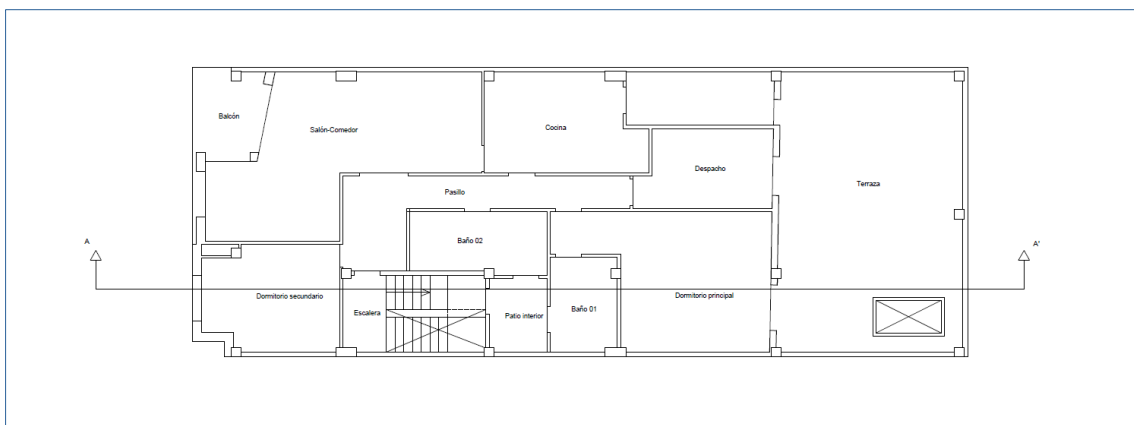 Balcón
Salón-Comedor
Cocina
Despacho
Terraza
Pasillo
Baño 02
A
A'
Dormitorio secundario
Dormitorio principal
Escalera
Patio interior
Baño 01